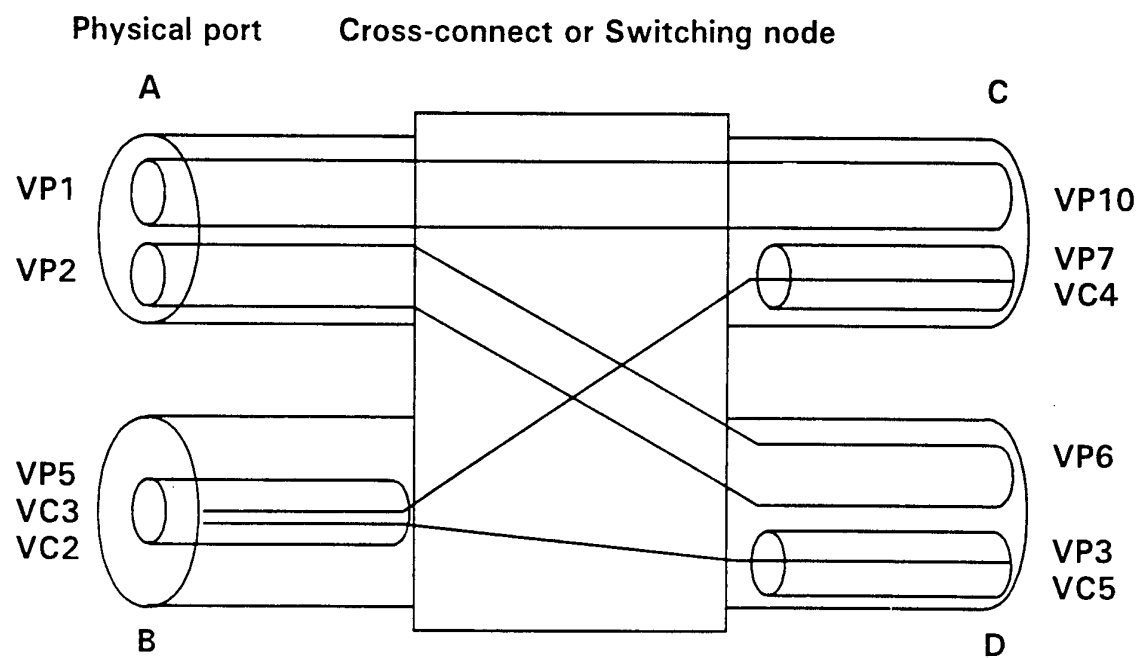 Physical port
Cross-connect or Switching node
A
C
VP1
VP2
VP10
VP7
VC4
VP5
VC3
VC2
VP6
VP3
VC5
B
D